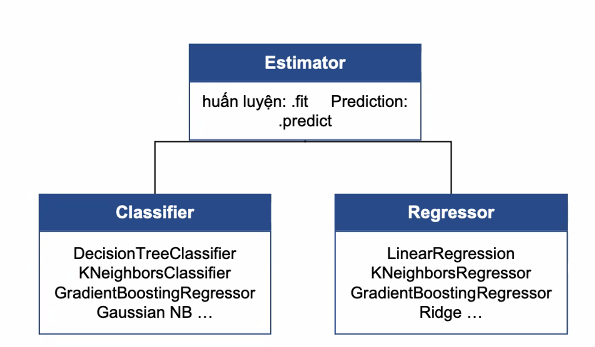 Estimator
huấn luyện: .fit Prediction:
.predict
Classifier
DecisionTreeClassifier
KNeighborsClassifier
GradientBoostingRegressor
Gaussian NB ...
Regressor
LinearRegression
KNeighborsRegressor
GradientBoostingRegressor
Ridge ...